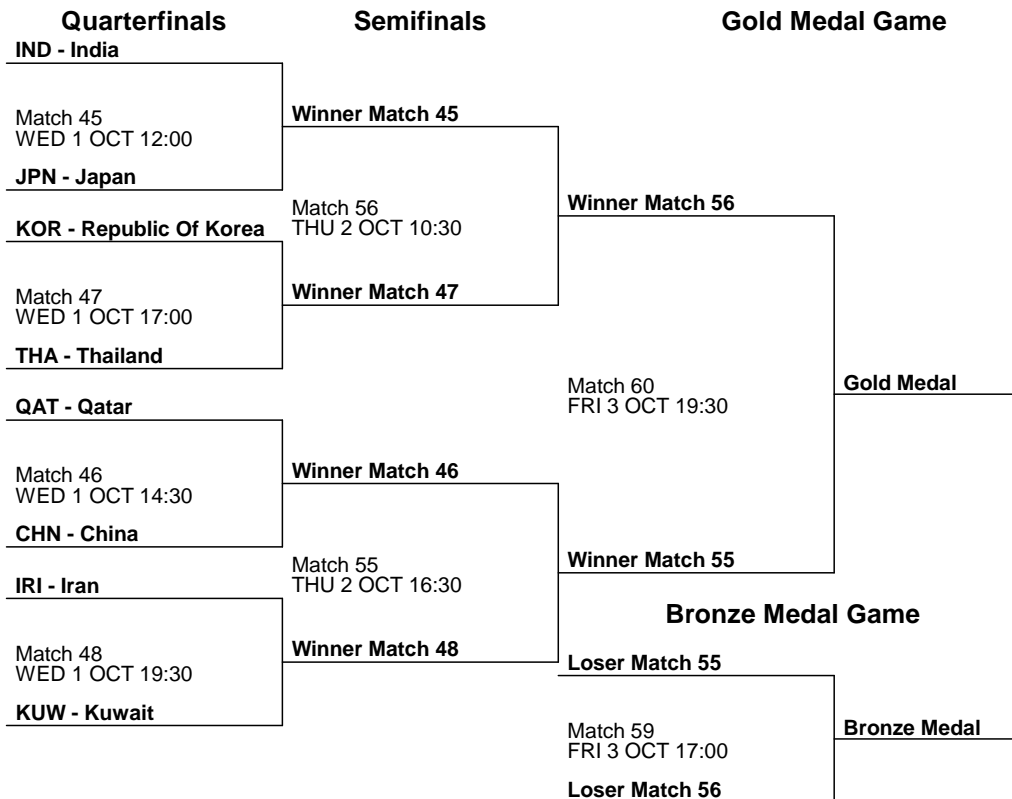 Quarterfinals
Semifinals
Gold Medal Game
IND - India
Match 45
WED 1 OCT 12:00
JPN - Japan
KOR - Republic Of Korea
Match 47
WED 1 OCT 17:00
THA - Thailand
QAT - Qatar
Match 46
WED 1 OCT 14:30
CHN - China
IRI - Iran
Match 48
WED 1 OCT 19:30
KUW - Kuwait
Winner Match 45
Match 56
THU 2 OCT 10:30
Winner Match 47
Winner Match 46
Match 55
THU 2 OCT 16:30
Winner Match 48
Winner Match 56
Match 60
FRI 3 OCT 19:30
Winner Match 55
Gold Medal
Bronze Medal Game
Loser Match 55
Match 59
FRI 3 OCT 17:00
Loser Match 56
Bronze Medal